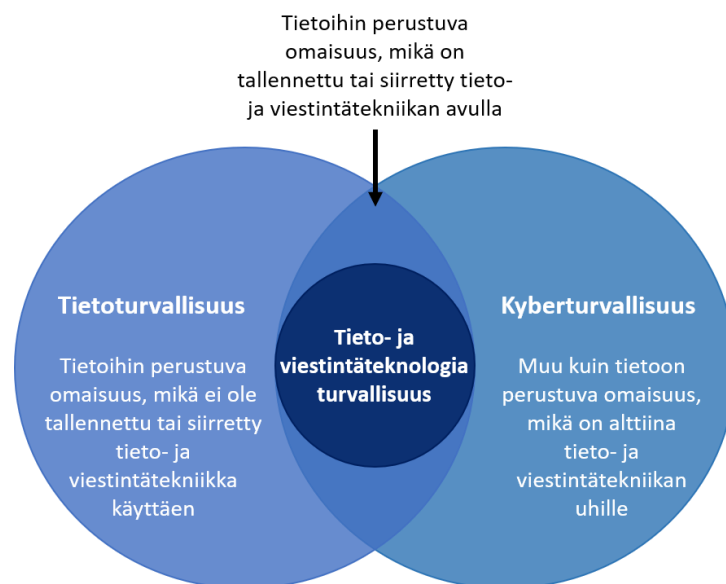 Tietoihin perustuva
omaisuus, mikä on
tallennettu tai siirretty tieto-
ja viestintätekniikan avulla
Tietoturvallisuus
Tietoihin perustuva
omaisuus, mikä ei ole
tallennettu tai siirretty
tieto- ja
viestintätekniikka
käyttäen
Tieto- ja
viestintäteknologia
turvallisuus
Kyberturvallisuus
Muu kuin tietoon
perustuva omaisuus,
mikä on alttiina
tieto- ja
viestintätekniikan
uhille